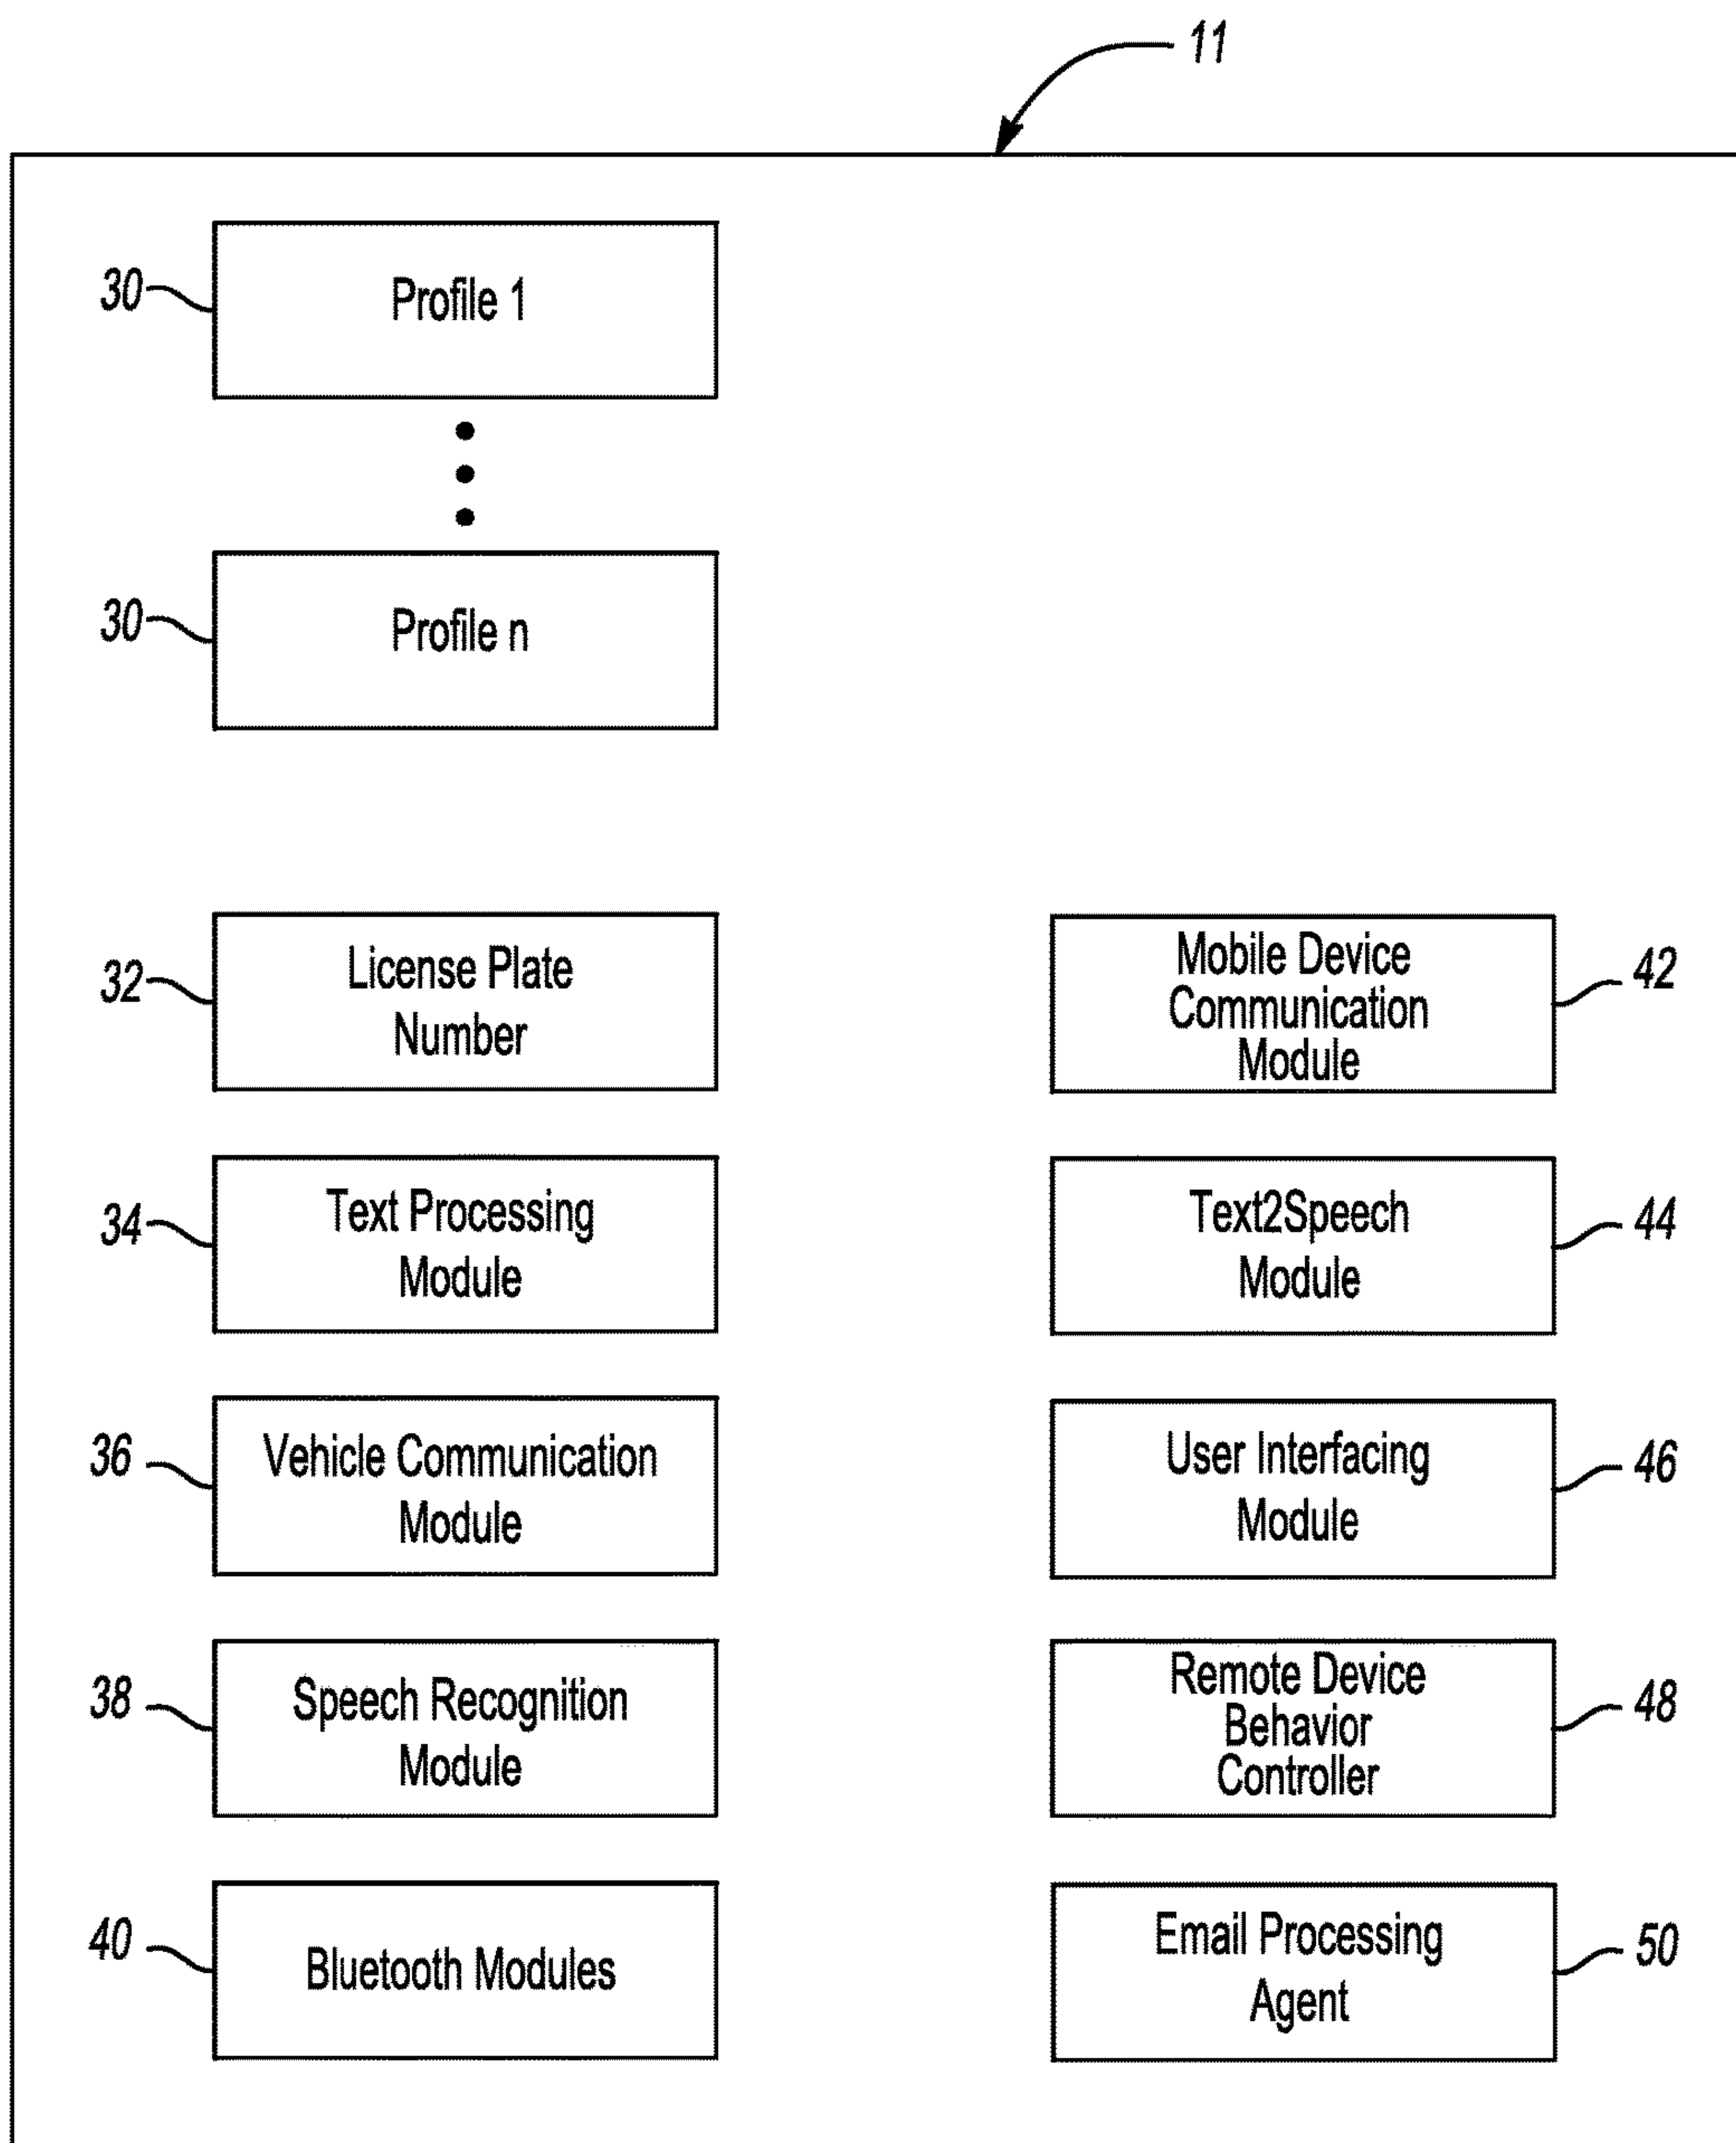 11
30
Profile 1
30
Profile n
32
License Plate
Number
42
Mobile Device
Communication
Module
34
Text Processing
Module
44
Text2Speech
Module
36
Vehicle Communication
Module
46
User Interfacing
Module
38
Speech Recognition
Module
48
Remote Device
Behavior
Controller
40
Bluetooth Modules
50
Email Processing
Agent